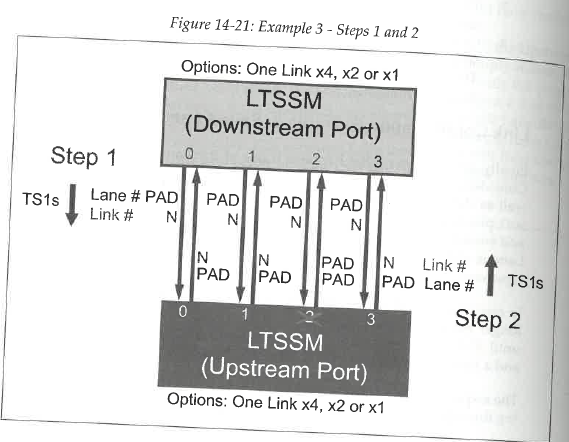 Figure 14-21: Example 3 - Steps 1 and 2
Options: One Link x4, x2 or x1
LTSSM
(Downstream Port)
0 1 2 3
Step 1
TS1s
Lane # PAD PAD PAD PAD
Link # N N N N
N N PAD N Link #
PAD PAD PAD PAD Lane #
TS1s
Step 2
0 1 2 3
LTSSM
(Upstream Port)
Options: One Link x4, x2 or x1